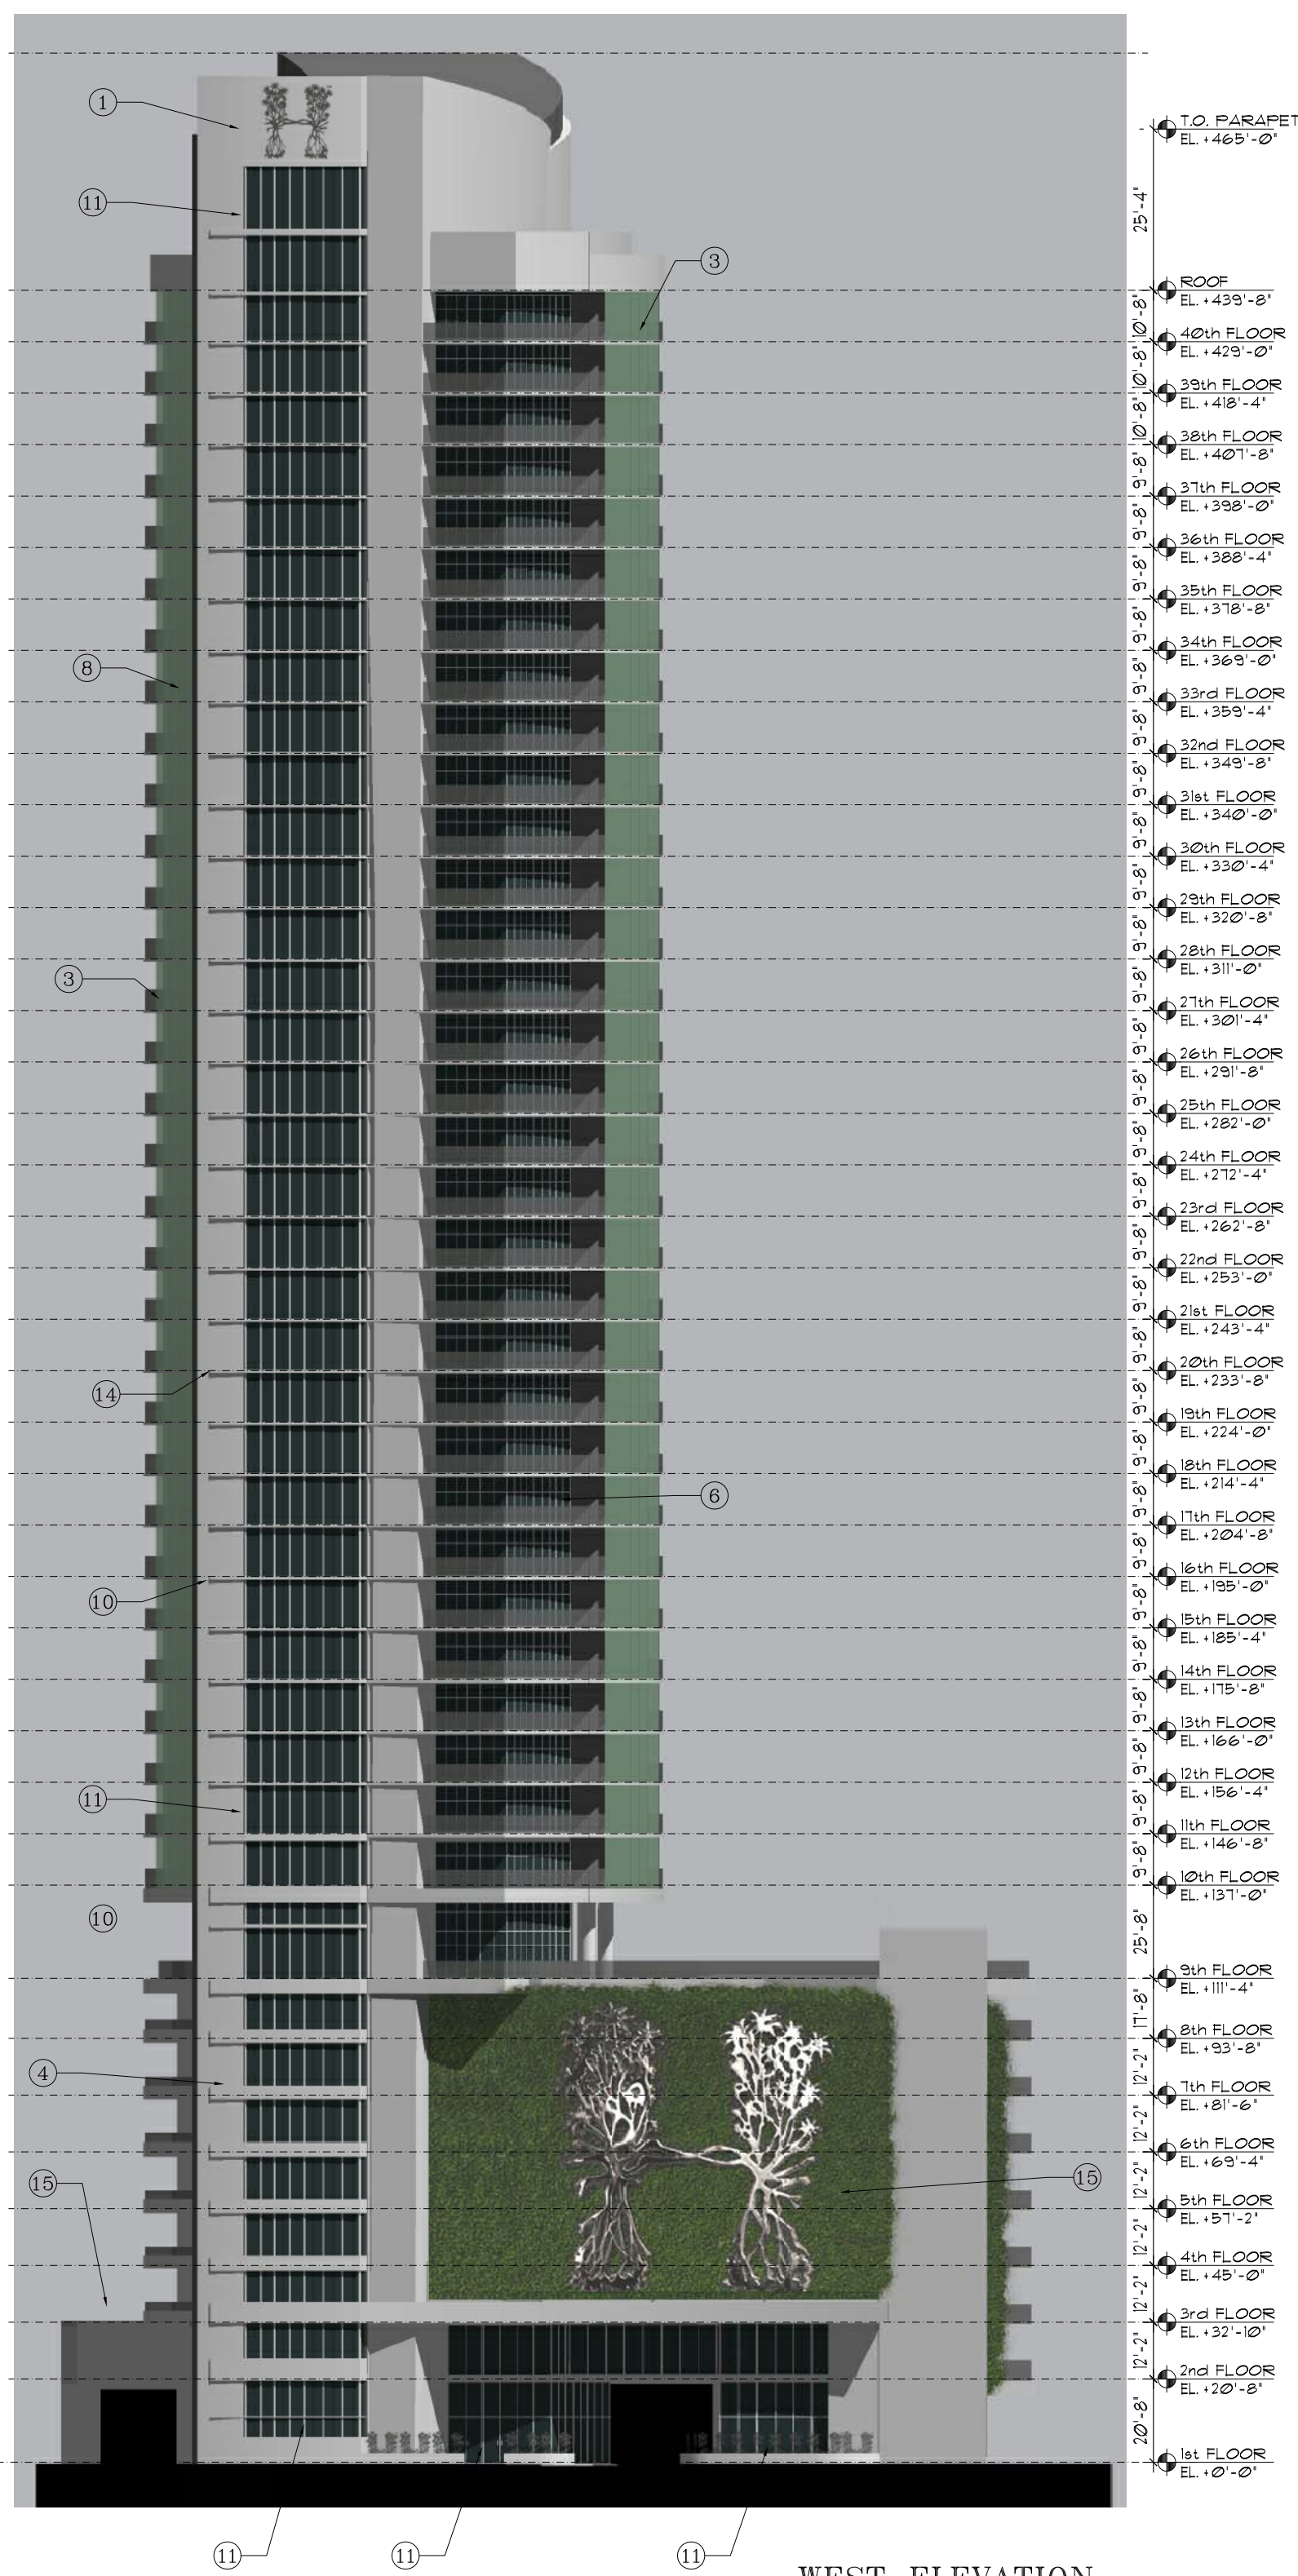 T.O. PARAPET
1
EL. +465'-0"
11
25'-4"
3
ROOF
EL. +439'-8"
10'-8"
40th FLOOR
EL. +429'-0"
10'-8"
39th FLOOR
EL. +418'-4"
10'-8"
38th FLOOR
EL. +407'-8"
9'-8"
37th FLOOR
EL. +398'-0"
9'-8"
36th FLOOR
EL. +388'-4"
9'-8"
35th FLOOR
EL. +378'-8"
9'-8"
34th FLOOR
EL. +369'-0"
8
9'-8"
33rd FLOOR
EL. +359'-4"
9'-8"
32nd FLOOR
EL. +349'-8"
9'-8"
31st FLOOR
EL. +340'-0"
9'-8"
30th FLOOR
EL. +330'-4"
9'-8"
29th FLOOR
EL. +320'-8"
9'-8"
28th FLOOR
EL. +311'-0"
3
9'-8"
27th FLOOR
EL. +301'-4"
9'-8"
26th FLOOR
EL. +291'-8"
9'-8"
25th FLOOR
EL. +282'-0"
9'-8"
24th FLOOR
EL. +272'-4"
9'-8"
23rd FLOOR
EL. +262'-8"
9'-8"
22nd FLOOR
EL. +253'-0"
9'-8"
21st FLOOR
EL. +243'-4"
9'-8"
20th FLOOR
EL. +233'-8"
14
9'-8"
19th FLOOR
EL. +224'-0"
9'-8"
18th FLOOR
EL. +214'-4"
6
9'-8"
17th FLOOR
EL. +204'-8"
9'-8"
16th FLOOR
EL. +195'-0"
10
9'-8"
15th FLOOR
EL. +185'-4"
9'-8"
14th FLOOR
EL. +175'-8"
9'-8"
13th FLOOR
EL. +166'-0"
9'-8"
12th FLOOR
EL. +156'-4"
11
9'-8"
11th FLOOR
EL. +146'-8"
9'-8"
10th FLOOR
EL. +137'-0"
10
25'-8"
9th FLOOR
EL. +111'-4"
17'-8"
8th FLOOR
EL. +93'-8"
4
12'-2"
7th FLOOR
EL. +81'-6"
12'-2"
6th FLOOR
EL. +69'-4"
15
15
12'-2"
5th FLOOR
EL. +57'-2"
12'-2"
4th FLOOR
EL. +45'-0"
12'-2"
3rd FLOOR
EL. +32'-10"
12'-2"
2nd FLOOR
EL. +20'-8"
20'-8"
1st FLOOR
EL. +0'-0"
11
11
11
WEST ELEVATION